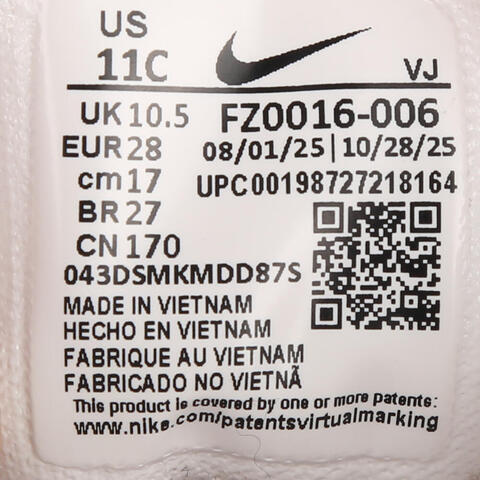 US
11C
VJ
UK 10.5 FZ0016-006
EUR 28 08/01/25 | 10/28/25
cm 17 UPC00198727218164
BR 27
CN 170
043DSMKMDD87S
MADE IN VIETNAM
HECHO EN VIETNAM
FABRIQUE AU VIETNAM
FABRICADO NO VIETNÃ
This product is covered by one or more patents:
www.nike.com/patentsvirtualmarking